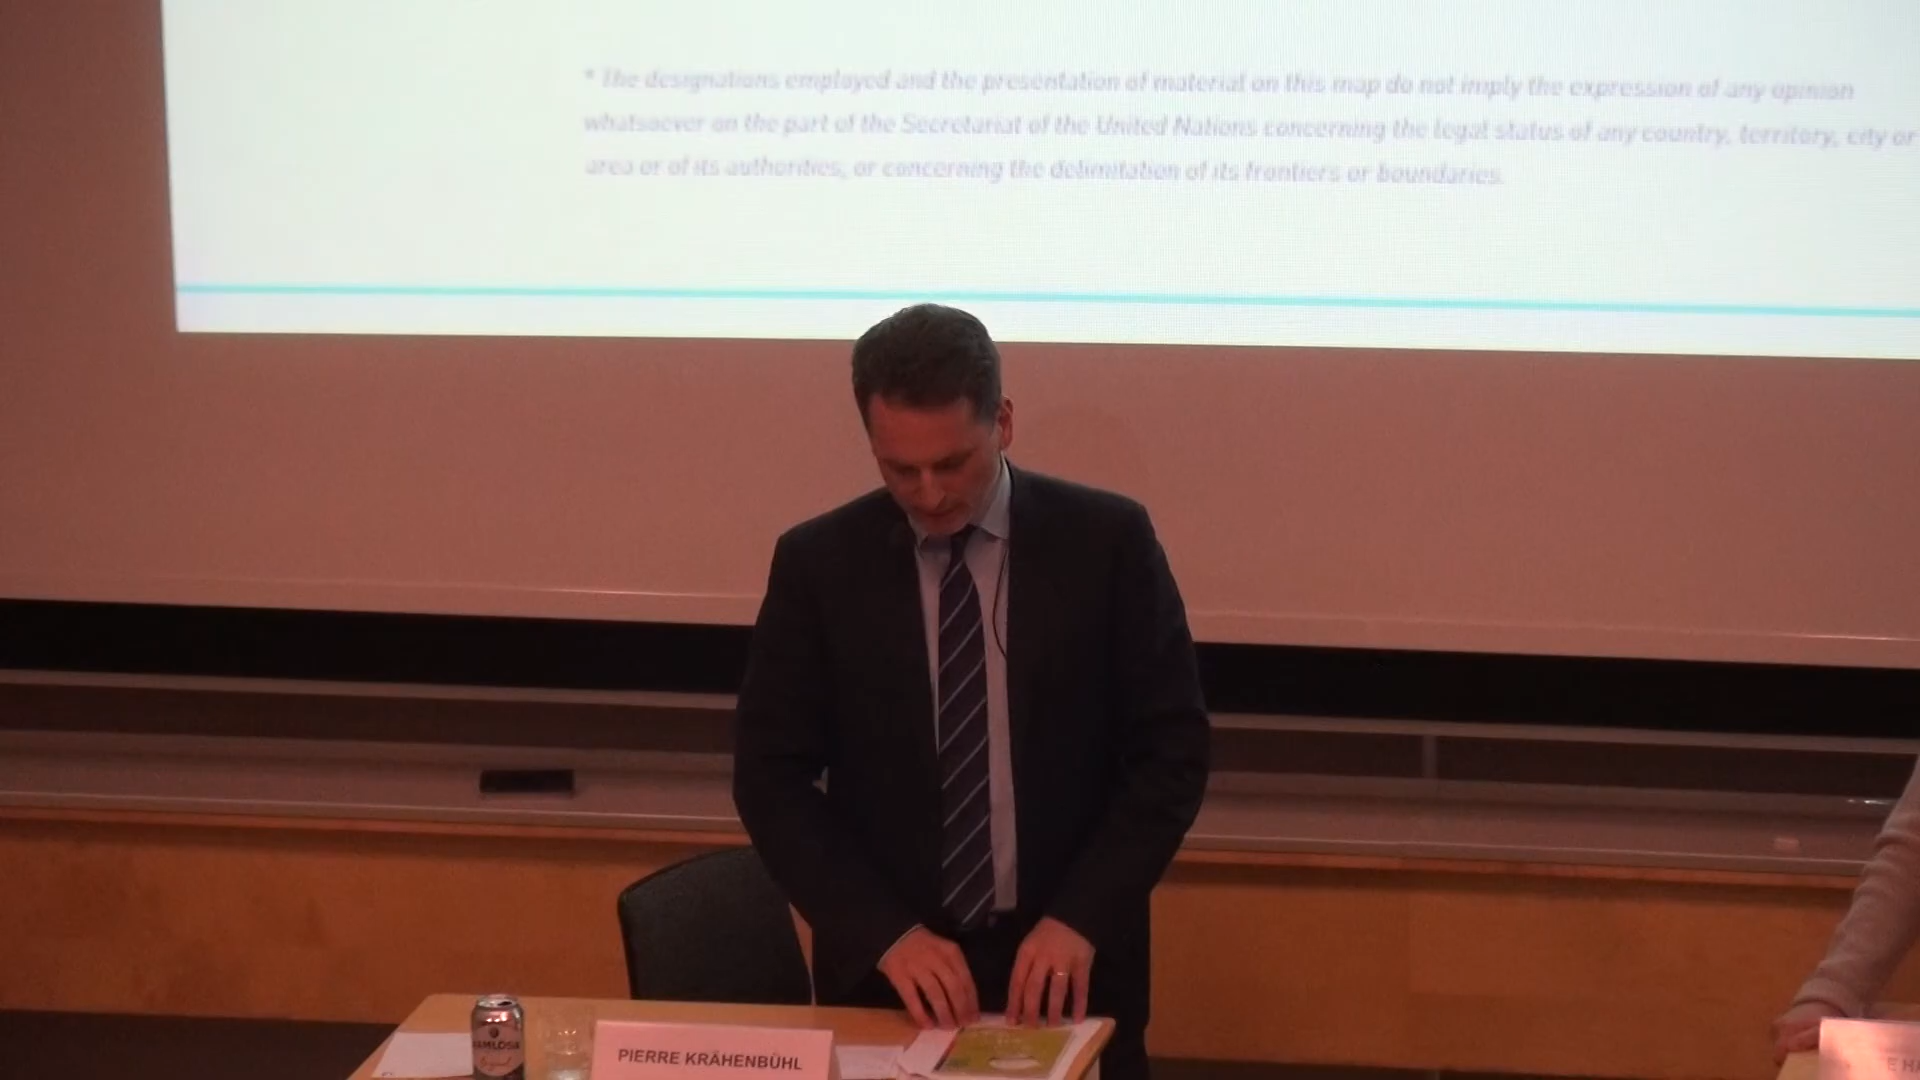 * The designations employed and the presentation of material on this map do not imply the expression of any opinion
whatsoever on the part of the Secretariat of the United Nations concerning the legal status of any country, territory, city or
area or of its authorities, or concerning the delimitation of its frontiers or boundaries.
RAMLÖSA
Original
PIERRE KRÄHENBÜHL